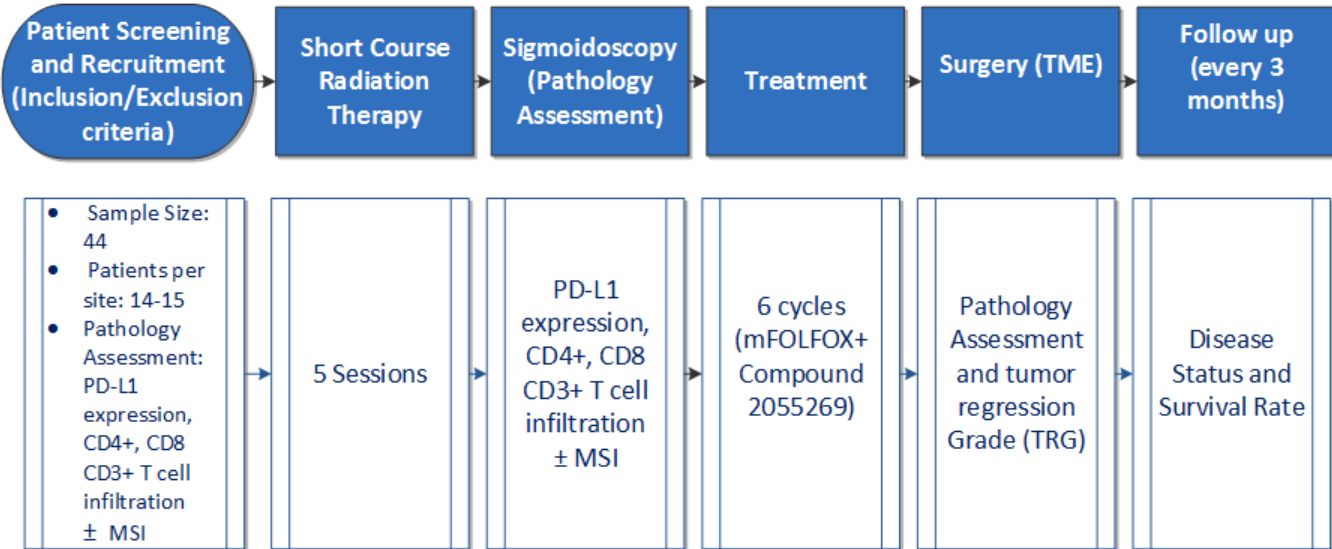 Patient Screening
and Recruitment
(Inclusion/Exclusion
criteria)
Short Course
Radiation
Therapy
Sigmoidoscopy
(Pathology
Assessment)
Treatment
Surgery (TME)
Follow up
(every 3
months)
• Sample Size:
44
• Patients per
site: 14-15
• Pathology
Assessment:
PD-L1
expression,
CD4+, CD8
CD3+ T cell
infiltration
± MSI
5 Sessions
PD-L1
expression,
CD4+, CD8
CD3+ T cell
infiltration
± MSI
6 cycles
(mFOLFOX+
Compound
2055269)
Pathology
Assessment
and tumor
regression
Grade (TRG)
Disease
Status and
Survival Rate